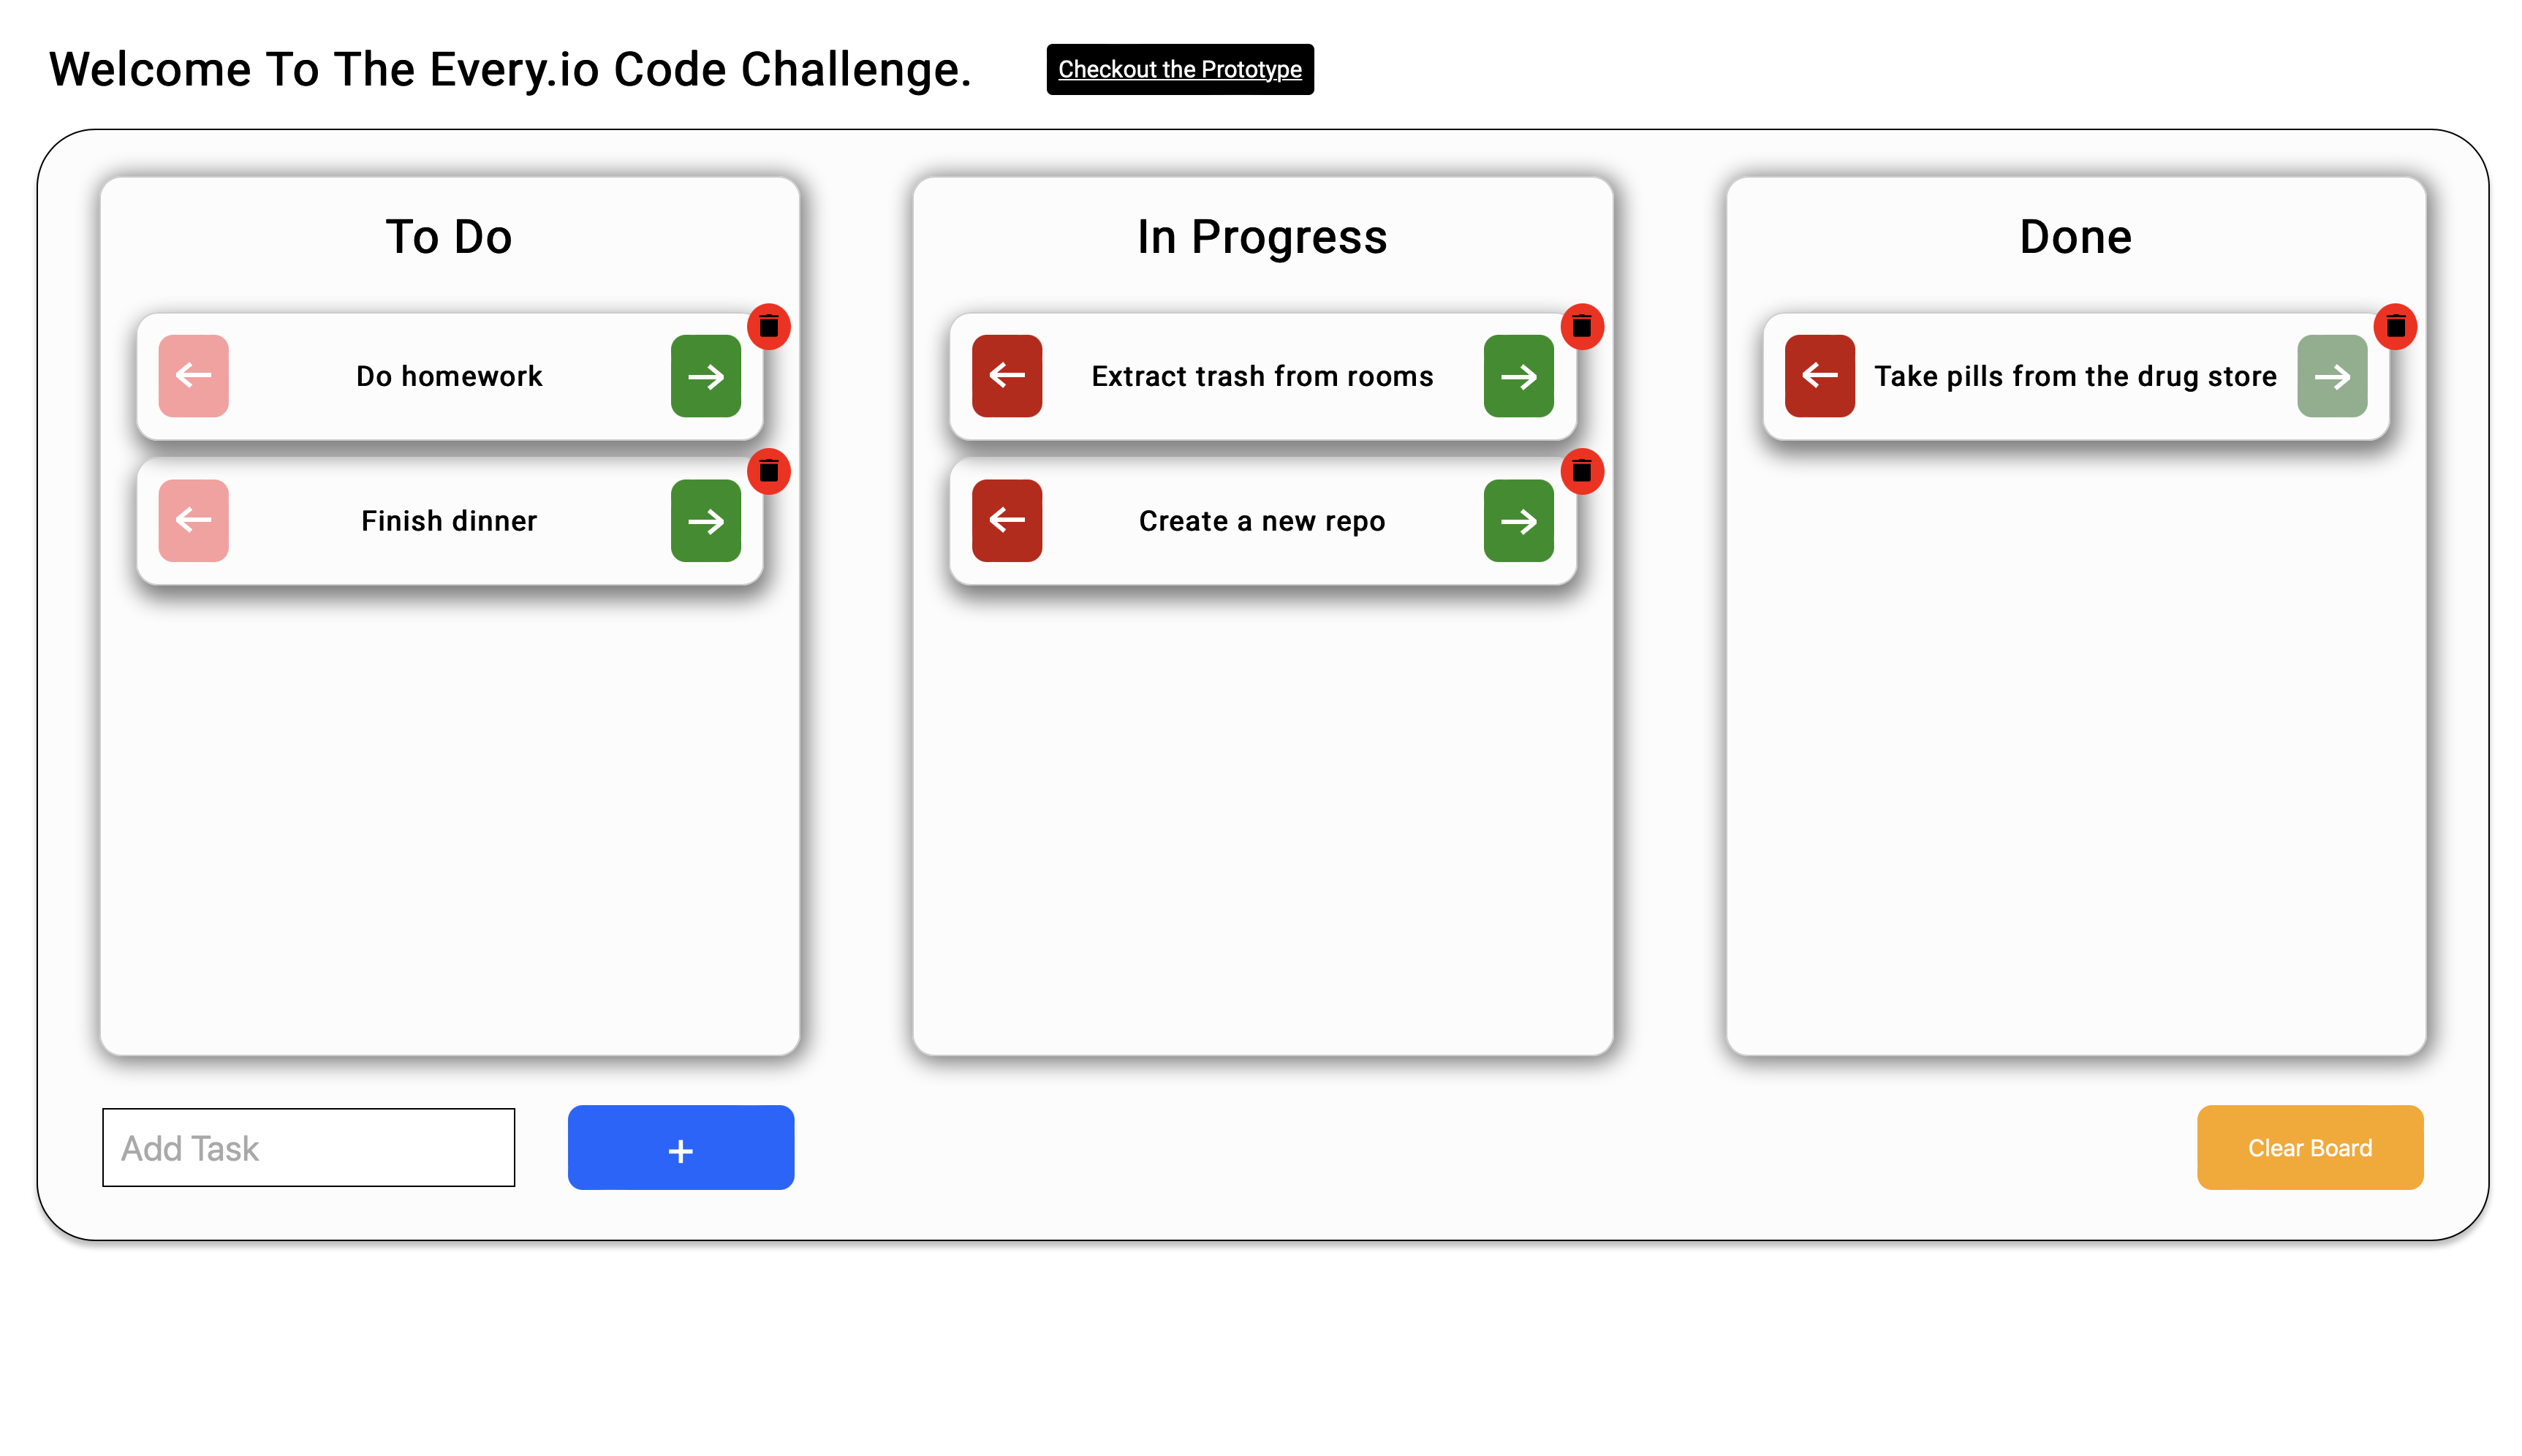 Welcome To The Every.io Code Challenge.
Checkout the Prototype
To Do
Do homework
Finish dinner
In Progress
Extract trash from rooms
Create a new repo
Done
Take pills from the drug store
Add Task
+
Clear Board